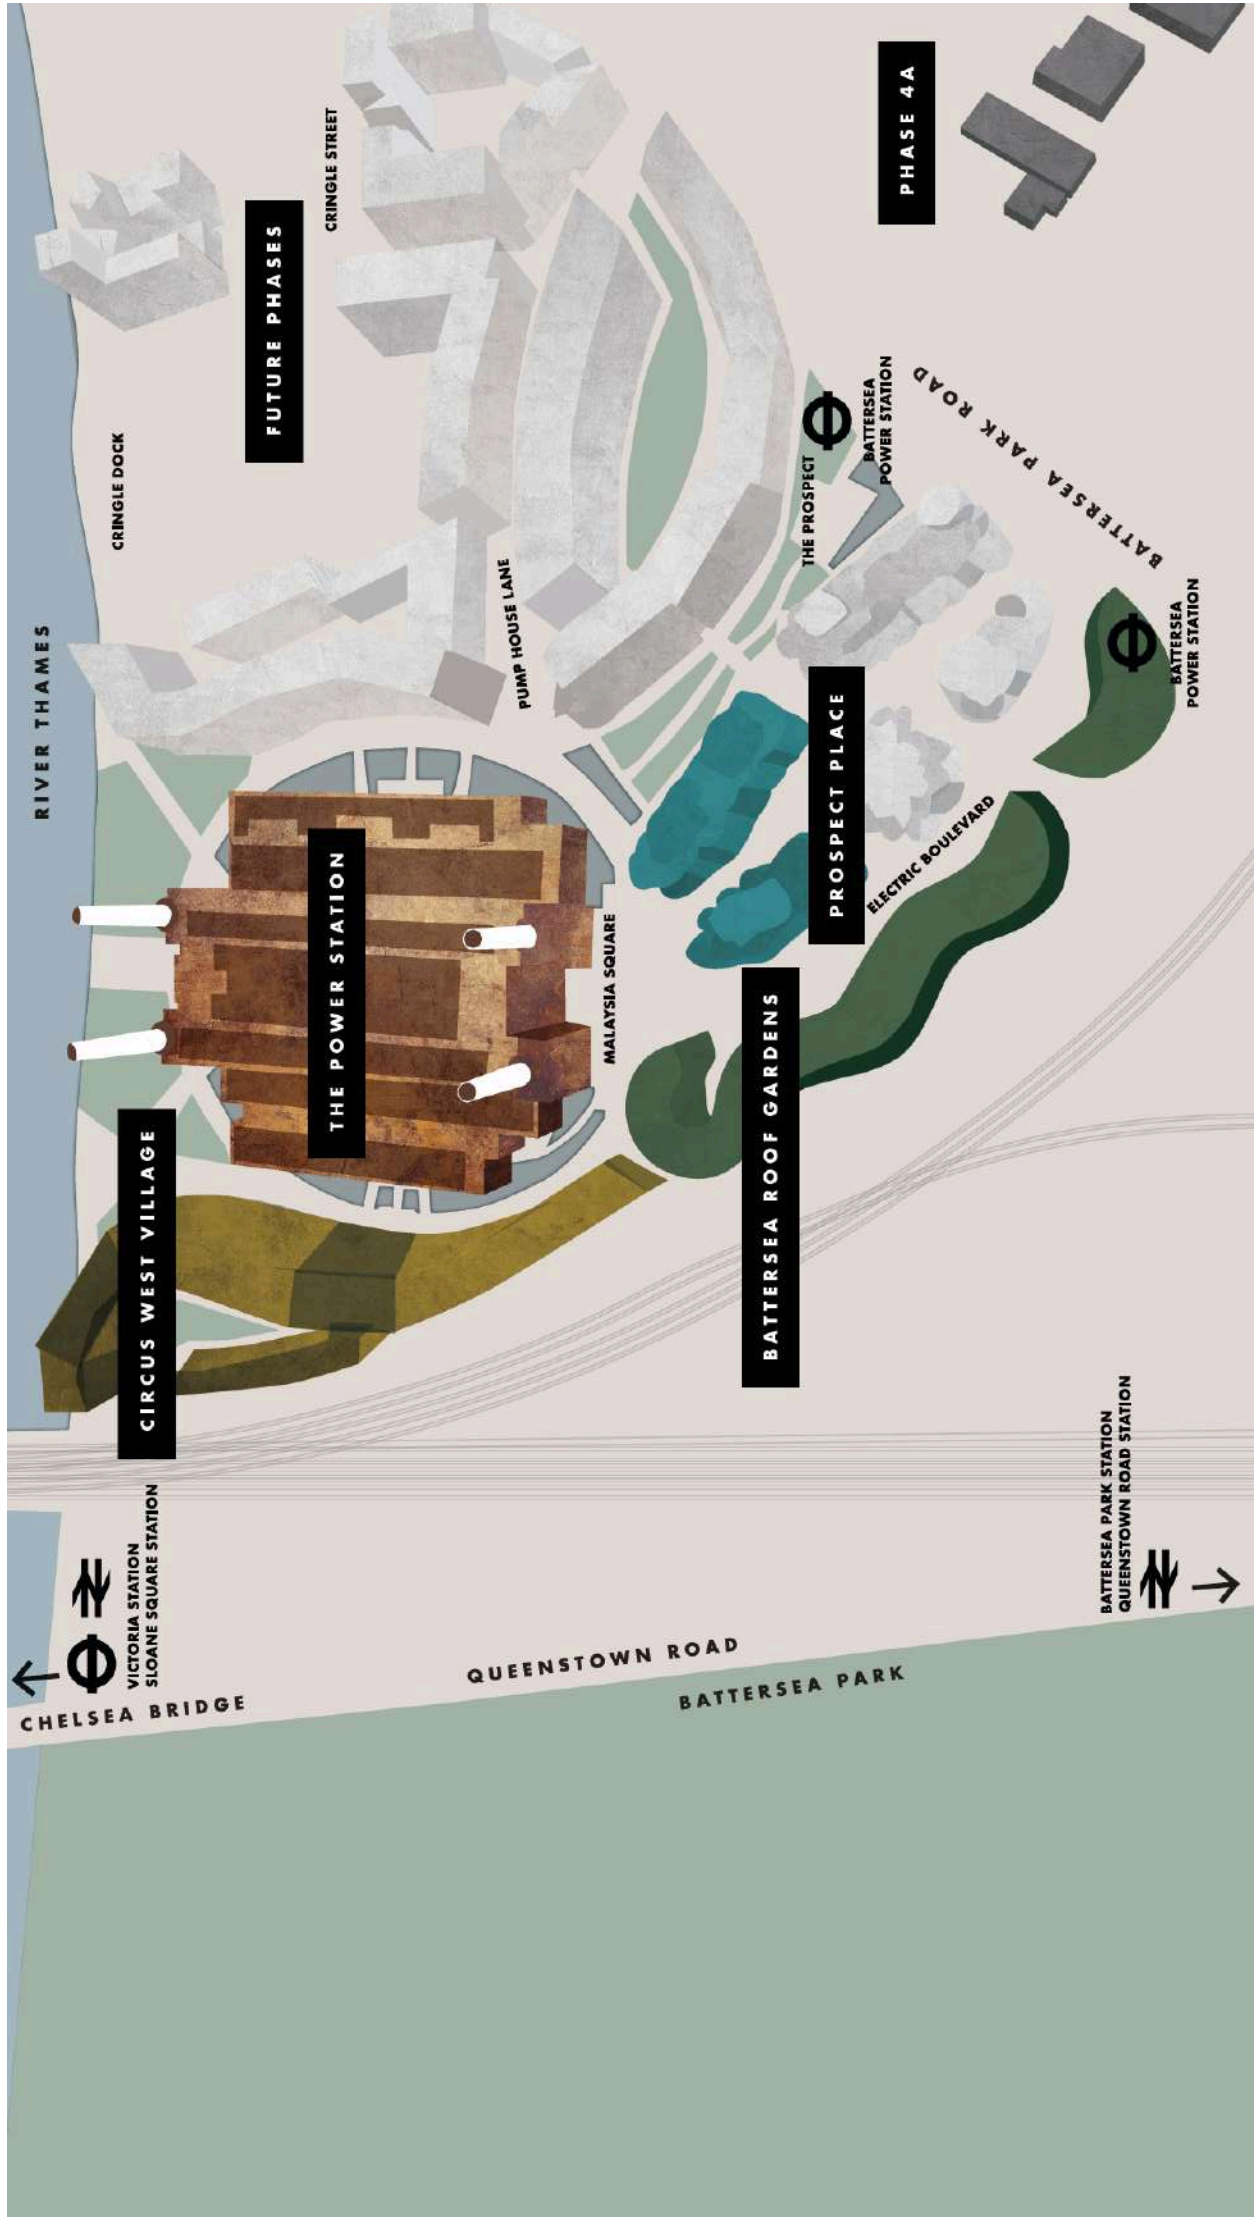 RIVER THAMES
CHELSEA BRIDGE
VICTORIA STATION
SLOANE SQUARE STATION
CIRCUS WEST VILLAGE
CRINGLE DOCK
FUTURE PHASES
CRINGLE STREET
THE POWER STATION
PUMP HOUSE LANE
QUEENSTOWN ROAD
BATTERSEA PARK
MALAYSIA SQUARE
BATTERSEA ROOF GARDENS
PROSPECT PLACE
THE PROSPECT
BATTERSEA
POWER STATION
PHASE 4A
ELECTRIC BOULEVARD
BATTERSEA PARK ROAD
BATTERSEA PARK STATION
QUEENSTOWN ROAD STATION
BATTERSEA
POWER STATION